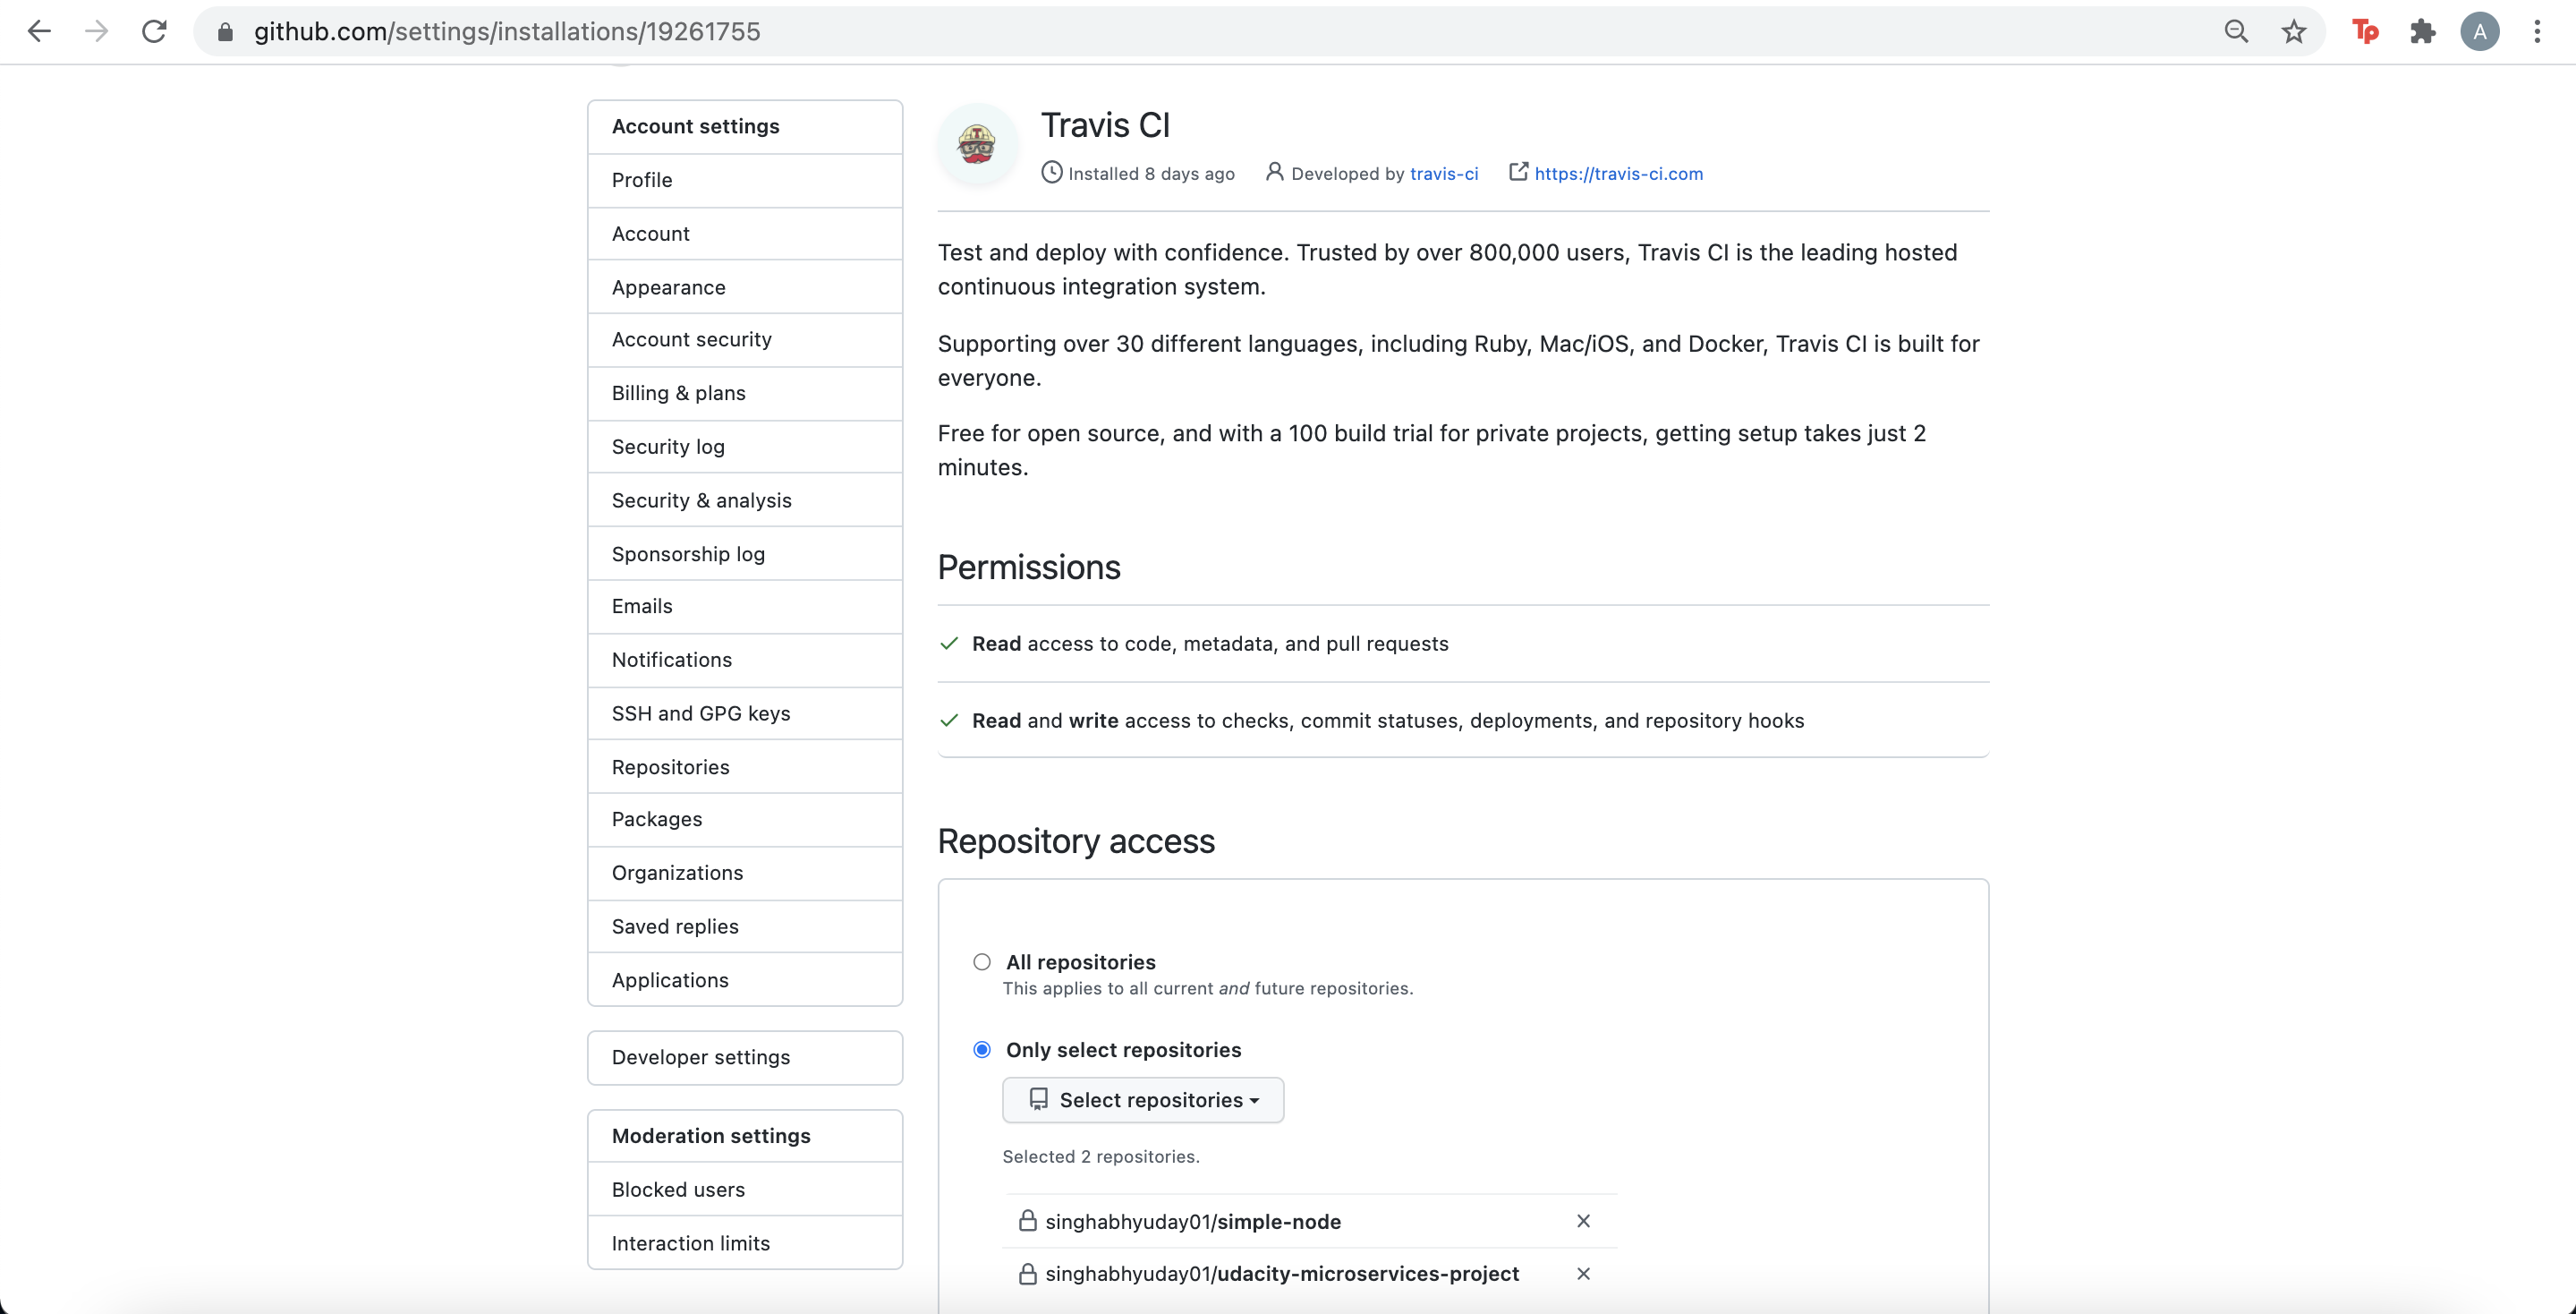 github.com/settings/installations/19261755
Tp
A
Account settings
Profile
Account
Appearance
Account security
Billing & plans
Security log
Security & analysis
Sponsorship log
Emails
Notifications
SSH and GPG keys
Repositories
Packages
Organizations
Saved replies
Applications
Developer settings
Moderation settings
Blocked users
Interaction limits
Travis CI
Installed 8 days ago
Developed by travis-ci
https://travis-ci.com
Test and deploy with confidence. Trusted by over 800,000 users, Travis CI is the leading hosted
continuous integration system.
Supporting over 30 different languages, including Ruby, Mac/iOS, and Docker, Travis CI is built for
everyone.
Free for open source, and with a 100 build trial for private projects, getting setup takes just 2
minutes.
Permissions
Read access to code, metadata, and pull requests
Read and write access to checks, commit statuses, deployments, and repository hooks
Repository access
All repositories
This applies to all current and future repositories.
Only select repositories
Select repositories
Selected 2 repositories.
singhabhyuday01/simple-node
singhabhyuday01/udacity-microservices-project